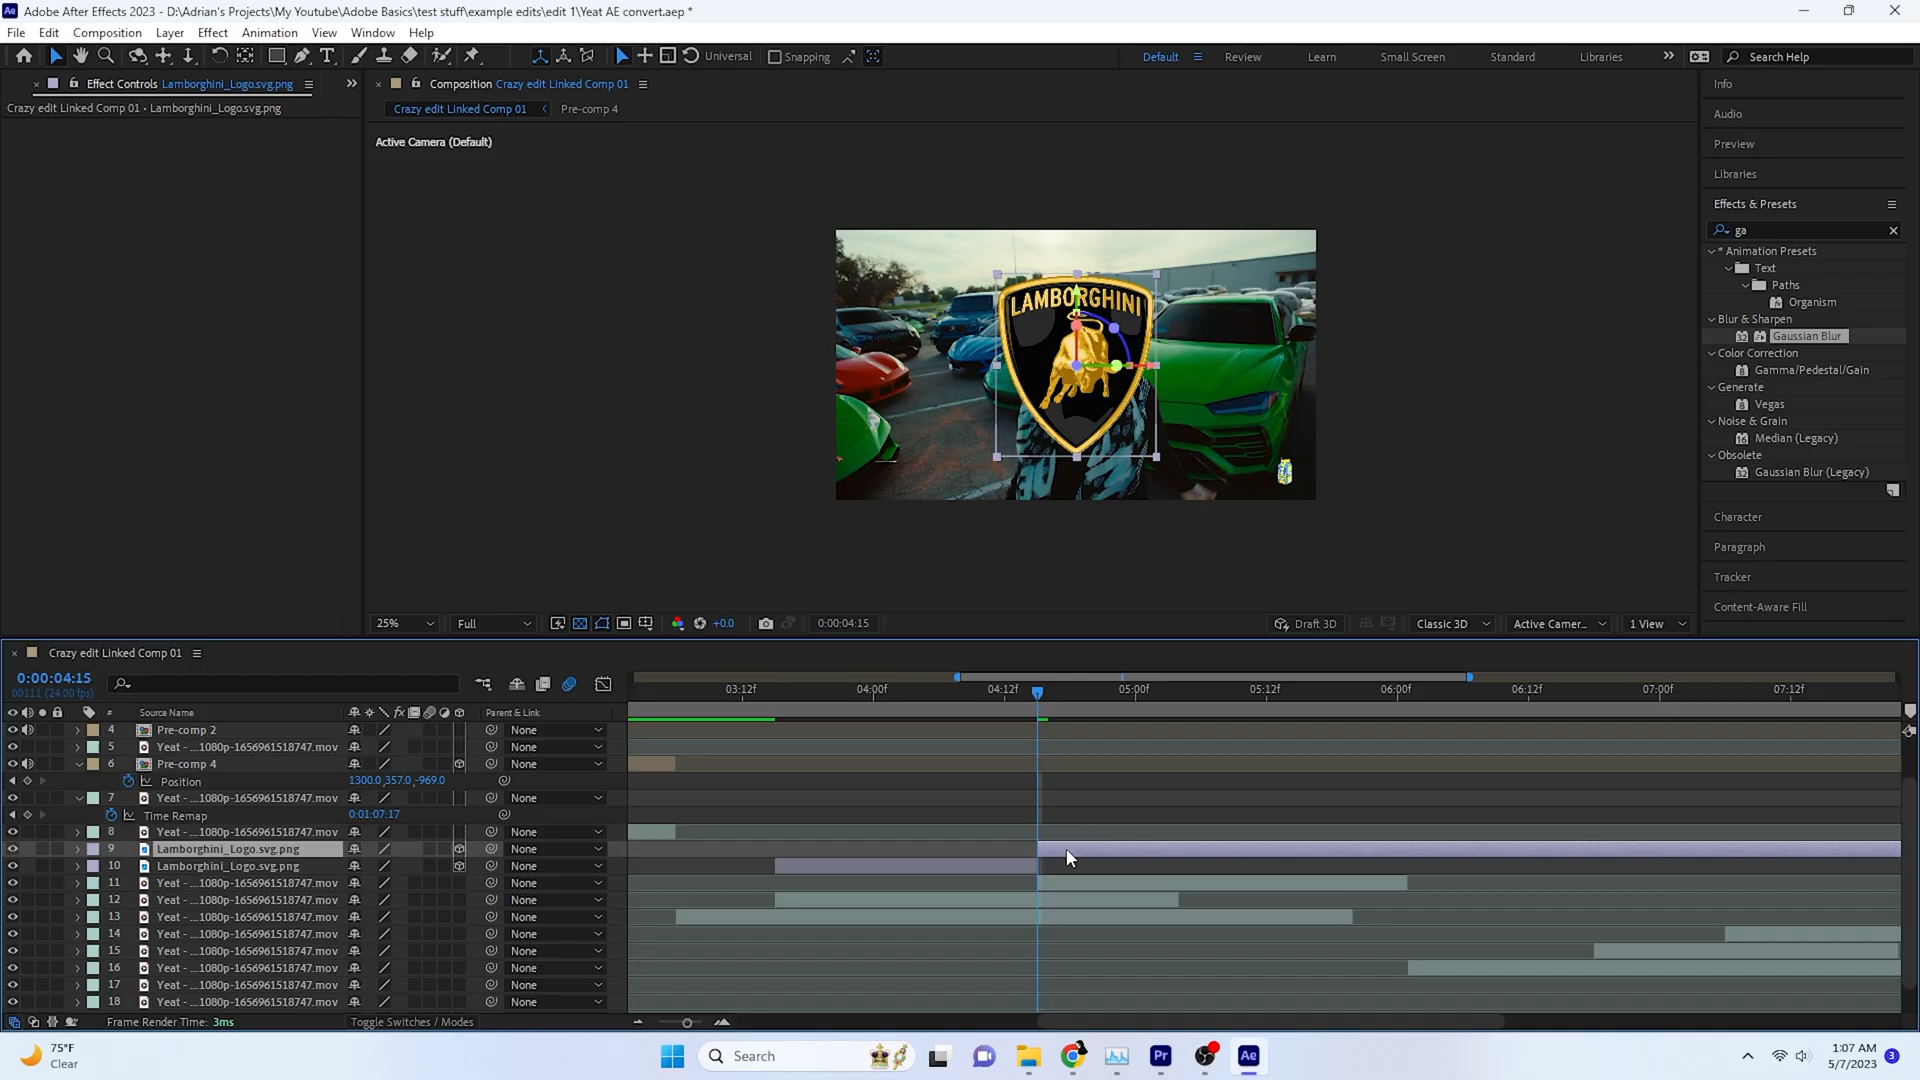 Adobe After Effects 2023 - D:\Adrian's Projects\My Youtube\Adobe Basics\test stuff\example edits\edit 1\Yeat AE convert.aep *
File Edit Composition Layer Effect Animation View Window Help
Universal Snapping Default Review Learn Small Screen Standard Libraries Search Help
Effect Controls Lamborghini_Logo.svg.png
Crazy edit Linked Comp 01 • Lamborghini_Logo.svg.png
Composition Crazy edit Linked Comp 01
Crazy edit Linked Comp 01 Pre-comp 4
Active Camera (Default)
LAMBORGHINI
25% Full +0.0 0:00:04:15 Draft 3D Classic 3D Active Camer... 1 View
Info
Audio
Preview
Libraries
Effects & Presets
ga
* Animation Presets
Text
Paths
Organism
Blur & Sharpen
32 Gaussian Blur
Color Correction
8 Gamma/Pedestal/Gain
Generate
8 Vegas
Noise & Grain
16 Median (Legacy)
Obsolete
32 Gaussian Blur (Legacy)
Character
Paragraph
Tracker
Content-Aware Fill
Crazy edit Linked Comp 01
0:00:04:15
00111 (24.00 fps)
03:12f 04:00f 04:12f 05:00f 05:12f 06:00f 06:12f 07:00f 07:12f
# Source Name fx Parent & Link
4 Pre-comp 2 None
5 Yeat - ...1080p-1656961518747.mov None
6 Pre-comp 4 None
Position 1300.0,357.0,-969.0
7 Yeat - ...1080p-1656961518747.mov None
Time Remap 0:01:07:17
8 Yeat - ...1080p-1656961518747.mov None
9 Lamborghini_Logo.svg.png None
10 Lamborghini_Logo.svg.png None
11 Yeat - ...1080p-1656961518747.mov None
12 Yeat - ...1080p-1656961518747.mov None
13 Yeat - ...1080p-1656961518747.mov None
14 Yeat - ...1080p-1656961518747.mov None
15 Yeat - ...1080p-1656961518747.mov None
16 Yeat - ...1080p-1656961518747.mov None
17 Yeat - ...1080p-1656961518747.mov None
18 Yeat - ...1080p-1656961518747.mov None
Frame Render Time: 3ms Toggle Switches / Modes
75°F
Clear
Search
Pr
Ae
1:07 AM
5/7/2023
3